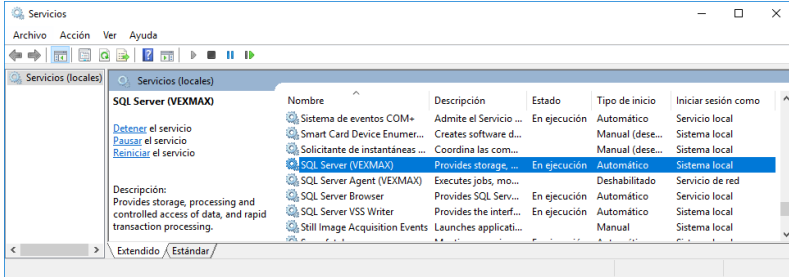 Servicios
Archivo Acción Ver Ayuda
Servicios (locales)
Servicios (locales)
SQL Server (VEXMAX)
Detener el servicio
Pausar el servicio
Reiniciar el servicio
Descripción:
Provides storage, processing and
controlled access of data, and rapid
transaction processing.
Nombre Descripción Estado Tipo de inicio Iniciar sesión como
Sistema de eventos COM+ Admite el Servicio ... En ejecución Automático Servicio local
Smart Card Device Enumer... Creates software d... Manual (dese... Sistema local
Solicitante de instantáneas ... Coordina las com... Manual (dese... Sistema local
SQL Server (VEXMAX) Provides storage, ... En ejecución Automático Sistema local
SQL Server Agent (VEXMAX) Executes jobs, mo... Deshabilitado Servicio de red
SQL Server Browser Provides SQL Serv... En ejecución Automático Servicio local
SQL Server VSS Writer Provides the interf... En ejecución Automático Sistema local
Still Image Acquisition Events Launches applicati... Manual Sistema local
Extendido Estándar